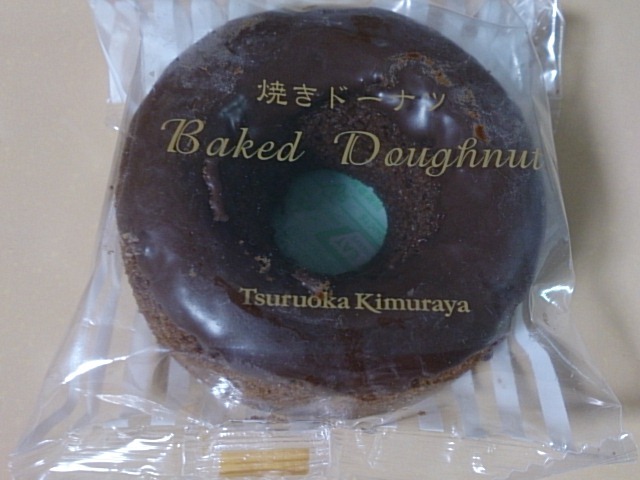 焼きドーナツ
Baked Doughnut
Tsuruoka Kimuraya